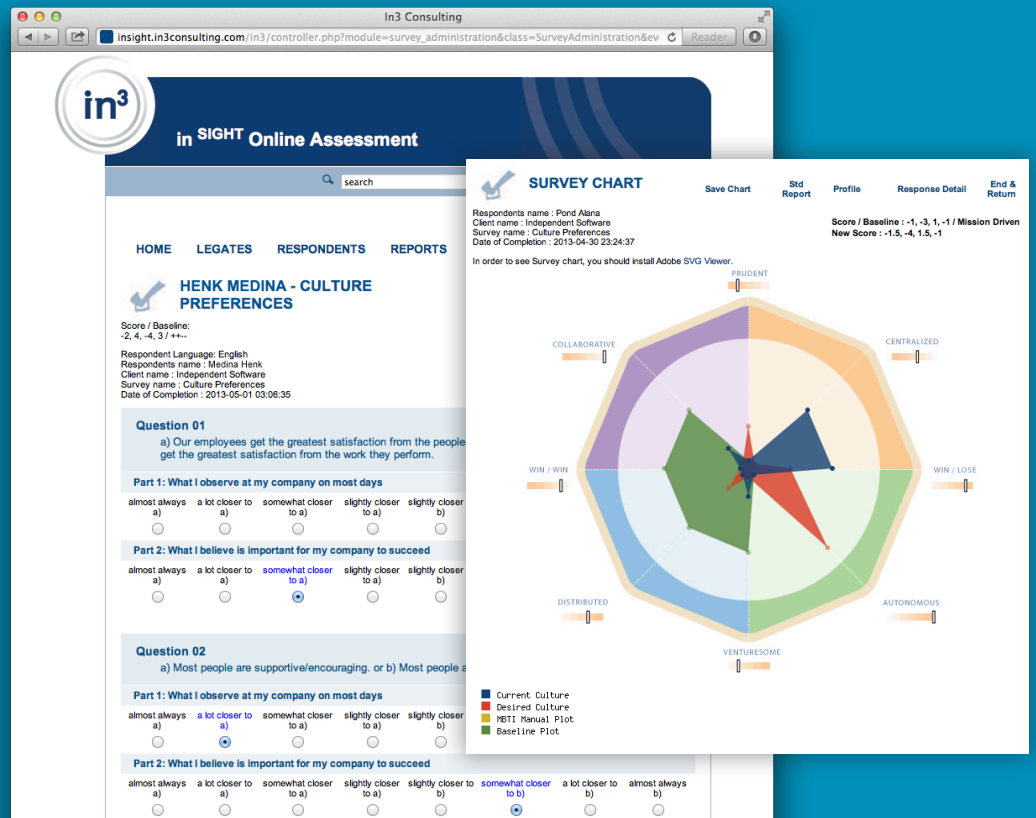 In3 Consulting
insight.in3consulting.com/in3/controller.php?module=survey_administration&class=SurveyAdministration&ev
Reader
in³
in SIGHT Online Assessment
search
HOME LEGATES RESPONDENTS REPORTS
HENK MEDINA - CULTURE
PREFERENCES
Score / Baseline:
-2, 4, -4, 3 / ++--
Respondent Language: English
Respondents name : Medina Henk
Client name : Independent Software
Survey name : Culture Preferences
Date of Completion : 2013-05-01 03:06:35
Question 01
a) Our employees get the greatest satisfaction from the people
get the greatest satisfaction from the work they perform.
Part 1: What I observe at my company on most days
almost always a lot closer to somewhat closer slightly closer slightly closer
a) a) to a) to a) b)
Part 2: What I believe is important for my company to succeed
almost always a lot closer to somewhat closer slightly closer slightly closer
a) a) to a) to a) b)
Question 02
a) Most people are supportive/encouraging. or b) Most people a
Part 1: What I observe at my company on most days
almost always a lot closer to somewhat closer slightly closer slightly closer
a) a) to a) to a) b)
Part 2: What I believe is important for my company to succeed
almost always a lot closer to somewhat closer slightly closer slightly closer to somewhat closer a lot closer to almost always
a) a) to a) to a) b) to b) b) b)
SURVEY CHART
Save Chart
Std
Report
Profile
Response Detail
End &
Return
Respondents name : Pond Alana
Client name : Independent Software
Survey name : Culture Preferences
Date of Completion : 2013-04-30 23:24:37
Score / Baseline : -1, -3, 1, -1 / Mission Driven
New Score : -1.5, -4, 1.5, -1
In order to see Survey chart, you should install Adobe SVG Viewer.
PRUDENT
COLLABORATIVE
CENTRALIZED
WIN / WIN
WIN / LOSE
DISTRIBUTED
AUTONOMOUS
VENTURESOME
Current Culture
Desired Culture
MBTI Manual Plot
Baseline Plot